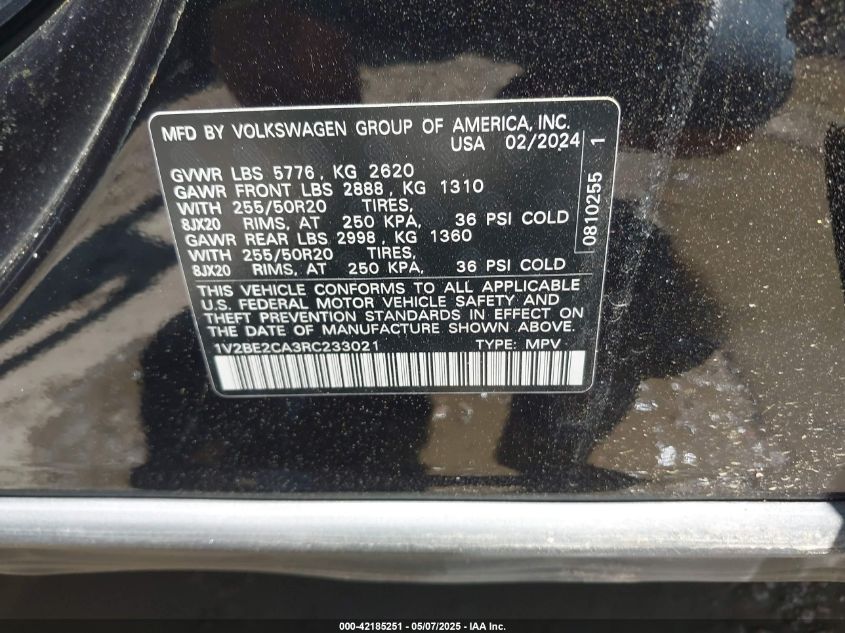 MFD BY VOLKSWAGEN GROUP OF AMERICA, INC.
USA 02/2024
GVWR LBS 5776, KG 2620
GAWR FRONT LBS 2888, KG 1310
WITH 255/50R20 TIRES,
8JX20 RIMS, AT 250 KPA, 36 PSI COLD
GAWR REAR LBS 2998, KG 1360
WITH 255/50R20 TIRES,
8JX20 RIMS, AT 250 KPA, 36 PSI COLD
THIS VEHICLE CONFORMS TO ALL APPLICABLE
U.S. FEDERAL MOTOR VEHICLE SAFETY AND
THEFT PREVENTION STANDARDS IN EFFECT ON
THE DATE OF MANUFACTURE SHOWN ABOVE.
1V2BE2CA3RC233021 TYPE: MPV
0810255 1
000-42185251 - 05/07/2025 - IAA Inc.